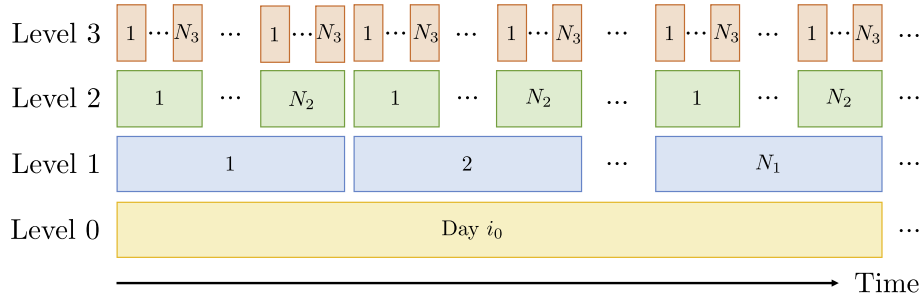 Level 3 1 ··· N₃ ··· 1 ··· N₃ 1 ··· N₃ ··· 1 ··· N₃ ··· 1 ··· N₃ ··· 1 ··· N₃ ···
Level 2 1 ··· N₂ 1 ··· N₂ ··· 1 ··· N₂ ···
Level 1 1 2 ··· N₁ ···
Level 0 Day i₀ ···
Time